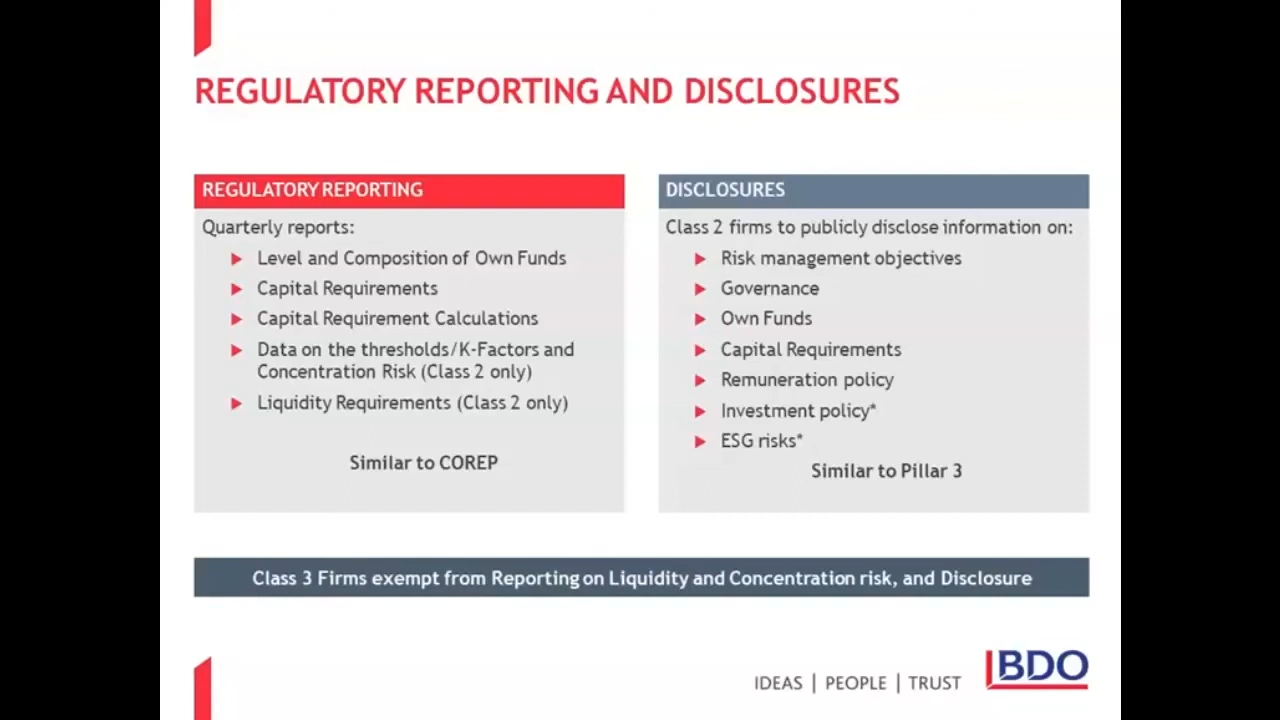 REGULATORY REPORTING AND DISCLOSURES
REGULATORY REPORTING
Quarterly reports:
Level and Composition of Own Funds
Capital Requirements
Capital Requirement Calculations
Data on the thresholds/K-Factors and
Concentration Risk (Class 2 only)
Liquidity Requirements (Class 2 only)
Similar to COREP
DISCLOSURES
Class 2 firms to publicly disclose information on:
Risk management objectives
Governance
Own Funds
Capital Requirements
Remuneration policy
Investment policy*
ESG risks*
Similar to Pillar 3
Class 3 Firms exempt from Reporting on Liquidity and Concentration risk, and Disclosure
IDEAS | PEOPLE | TRUST
BDO